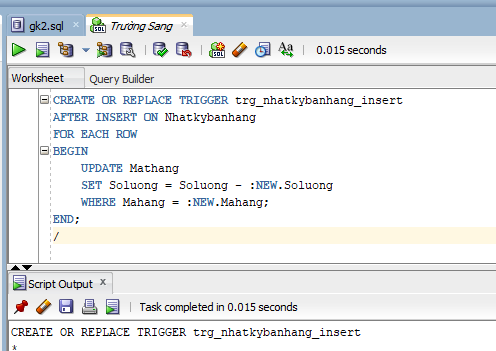 gk2.sql
Trường Sang
0.015 seconds
Worksheet
Query Builder
CREATE OR REPLACE TRIGGER trg_nhatkybanhang_insert
AFTER INSERT ON Nhatkybanhang
FOR EACH ROW
BEGIN
    UPDATE Mathang
    SET Soluong = Soluong - :NEW.Soluong
    WHERE Mahang = :NEW.Mahang;
END;
/
Script Output
Task completed in 0.015 seconds
CREATE OR REPLACE TRIGGER trg_nhatkybanhang_insert
*